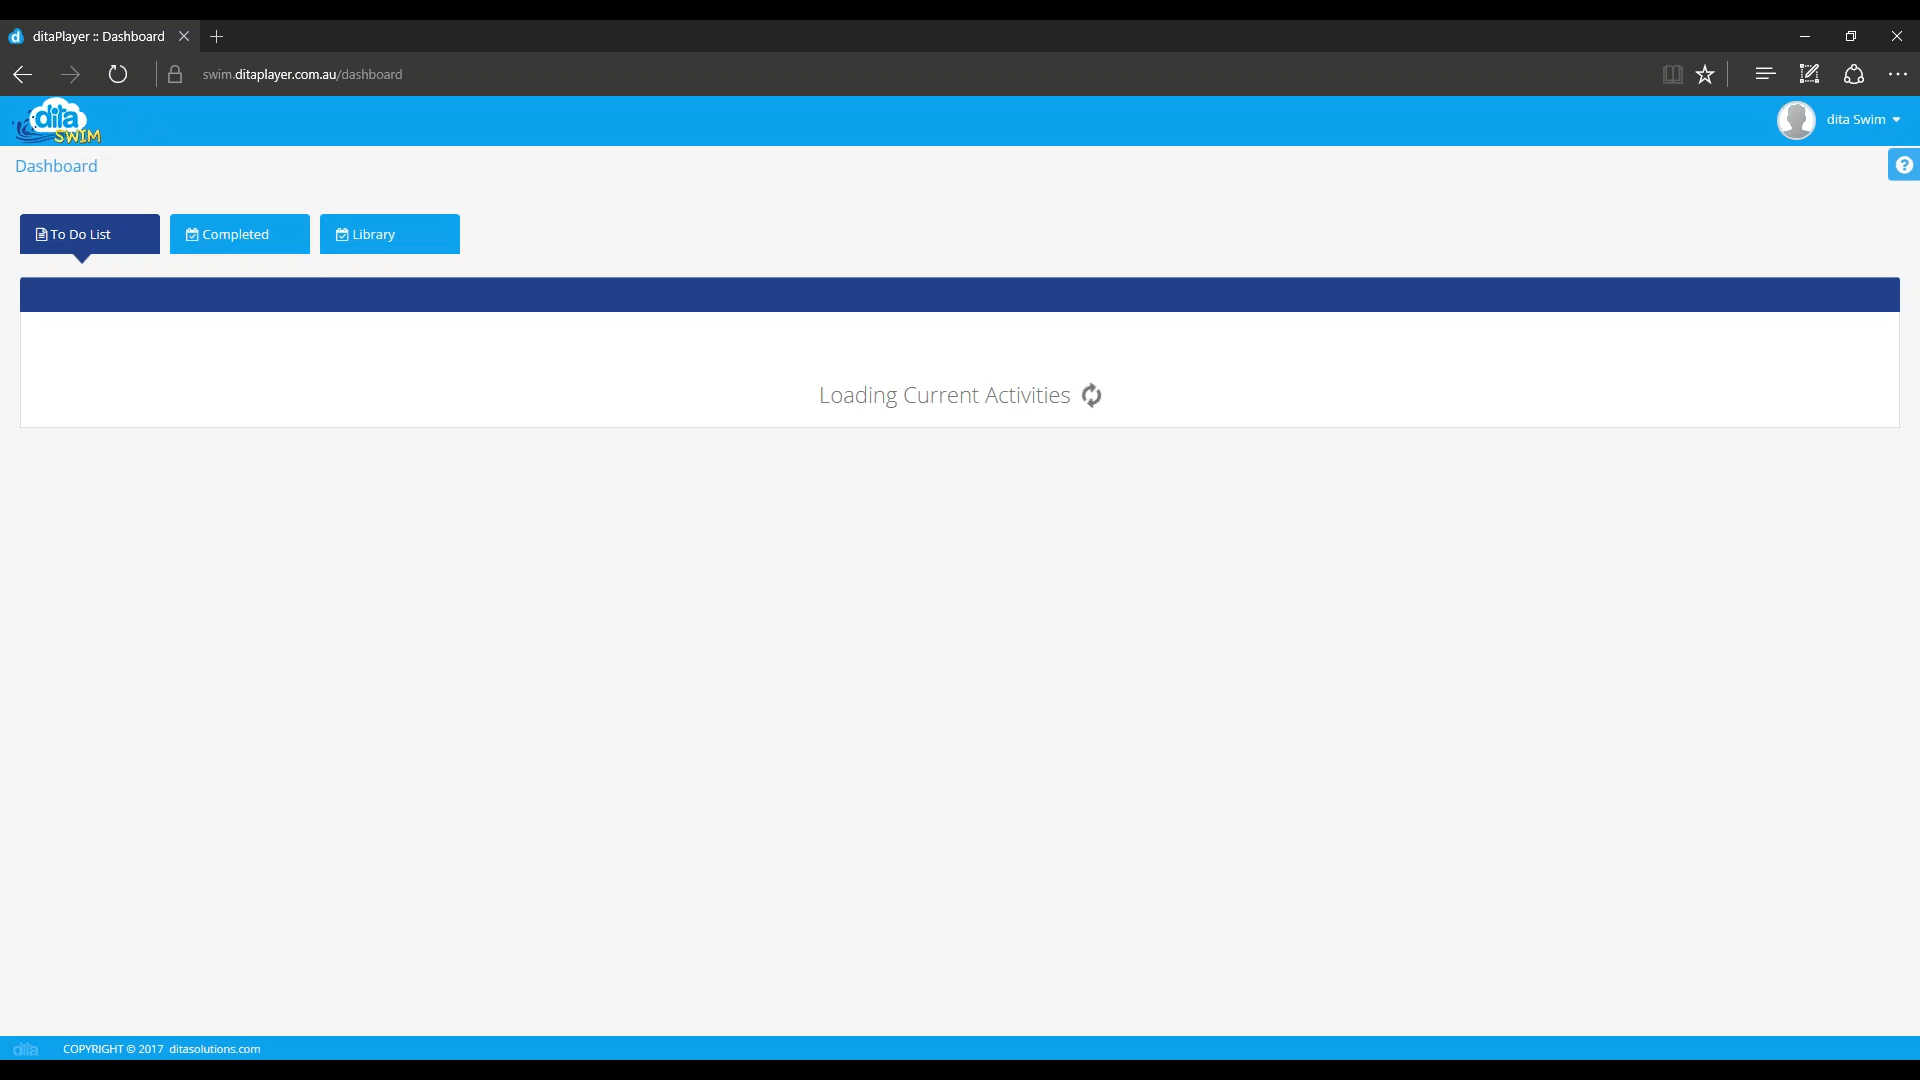 ditaPlayer :: Dashboard
swim.ditaplayer.com.au/dashboard
dita
SWIM
dita Swim
Dashboard
?
To Do List
Completed
Library
Loading Current Activities
dita
COPYRIGHT © 2017 ditasolutions.com